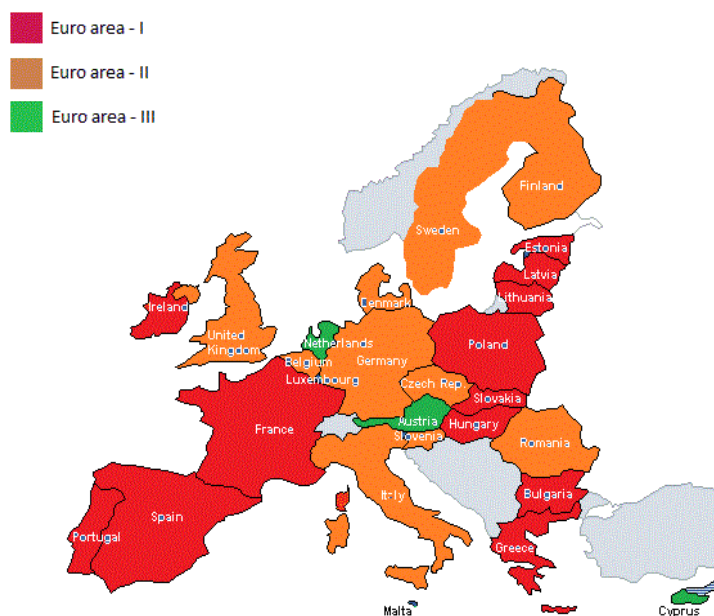 Euro area - I
Euro area - II
Euro area - III
Finland
Sweden
Estonia
Latvia
Lithuania
Ireland
Denmark
United
Kingdom
Netherlands
Poland
Belgium
Germany
Luxembourg
Czech Rep.
Slovakia
France
Austria
Hungary
Slovenia
Romania
Itrly
Bulgaria
Spain
Portugal
Greece
Malta
Cyprus